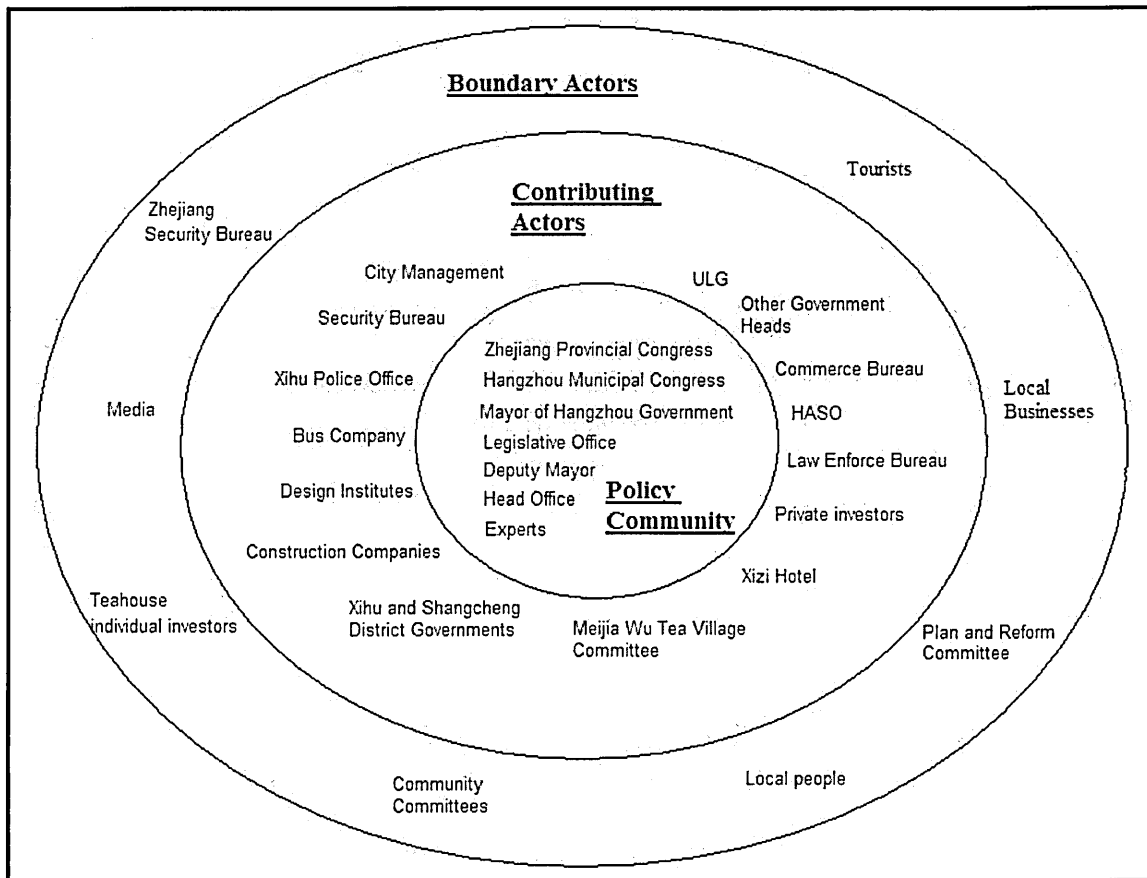 Boundary Actors
Tourists
Zhejiang
Security Bureau
Contributing
Actors
City Management
ULG
Security Bureau
Other Government
Heads
Zhejiang Provincial Congress
Xihu Police Office
Hangzhou Municipal Congress
Commerce Bureau
Media
Mayor of Hangzhou Government
HASO
Local
Businesses
Bus Company
Legislative Office
Law Enforce Bureau
Deputy Mayor
Design Institutes
Head Office
Policy
Community
Private investors
Experts
Construction Companies
Xizi Hotel
Teahouse
individual investors
Xihu and Shangcheng
District Governments
Meijia Wu Tea Village
Committee
Plan and Reform
Committee
Community
Committees
Local people